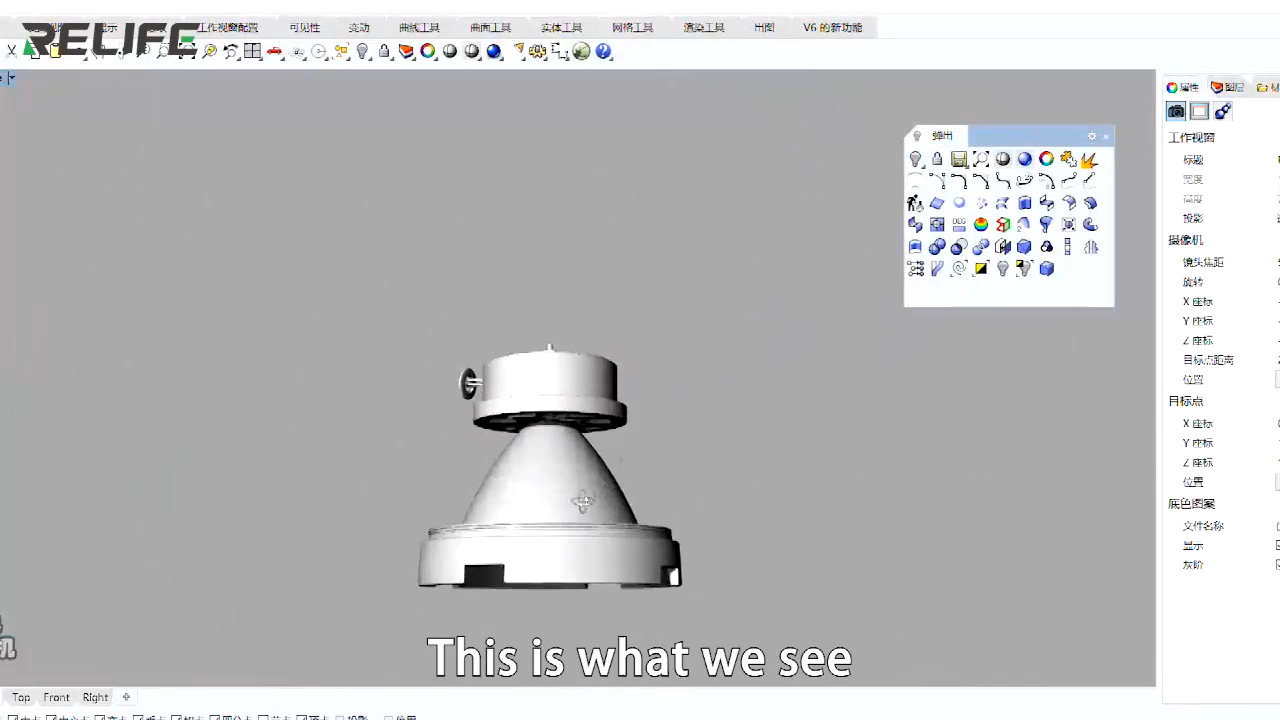 RELIFE
工作视窗配置 可见性 变动 曲线工具 曲面工具 实体工具 网格工具 渲染工具 出图 V6 的新功能
属性 图层
弹出
DEG
工作视窗
标题
宽度
高度
投影
摄像机
镜头焦距
旋转
X 座标
Y 座标
Z 座标
目标点距离
位置
目标点
X 座标
Y 座标
Z 座标
位置
底色图案
文件名称
显示
灰阶
机
This is what we see
Top Front Right